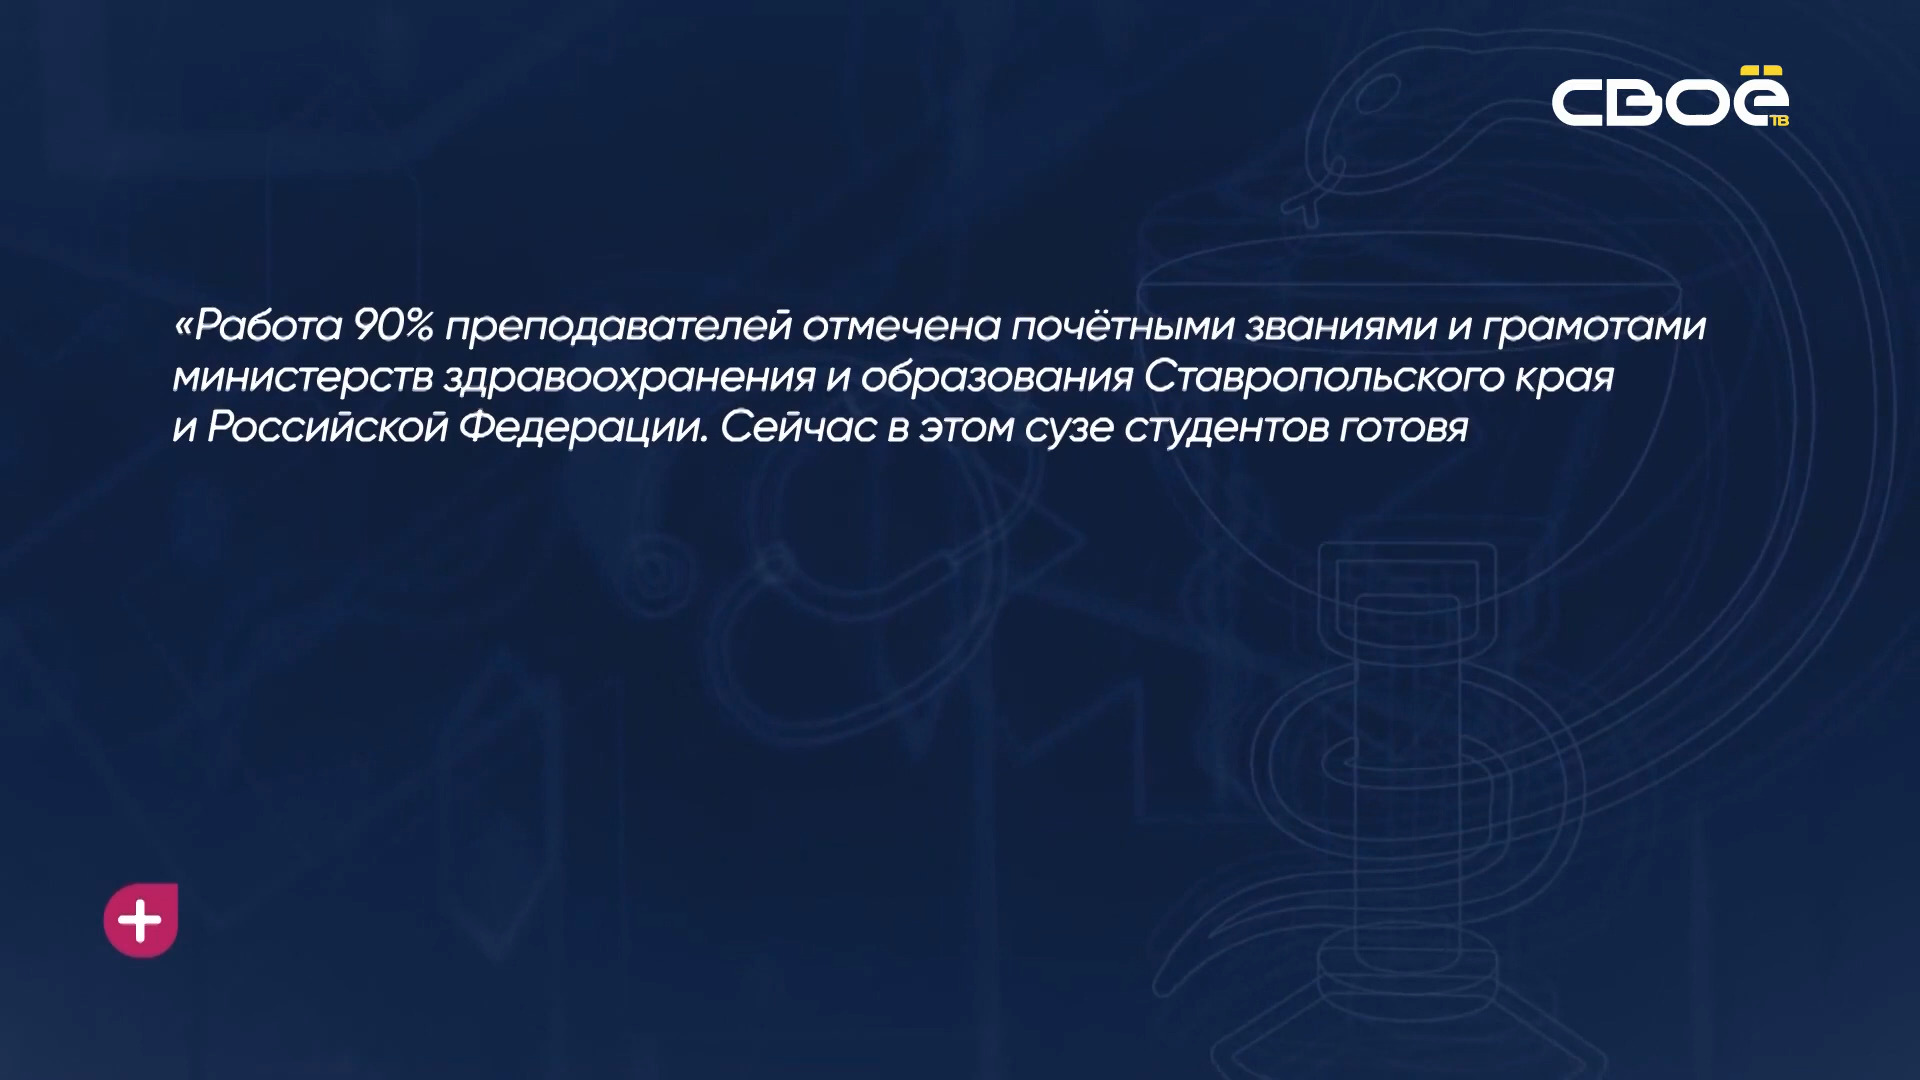 СВОЁ
ТВ
«Работа 90% преподавателей отмечена почётными званиями и грамотами
министерств здравоохранения и образования Ставропольского края
и Российской Федерации. Сейчас в этом сузе студентов готовя